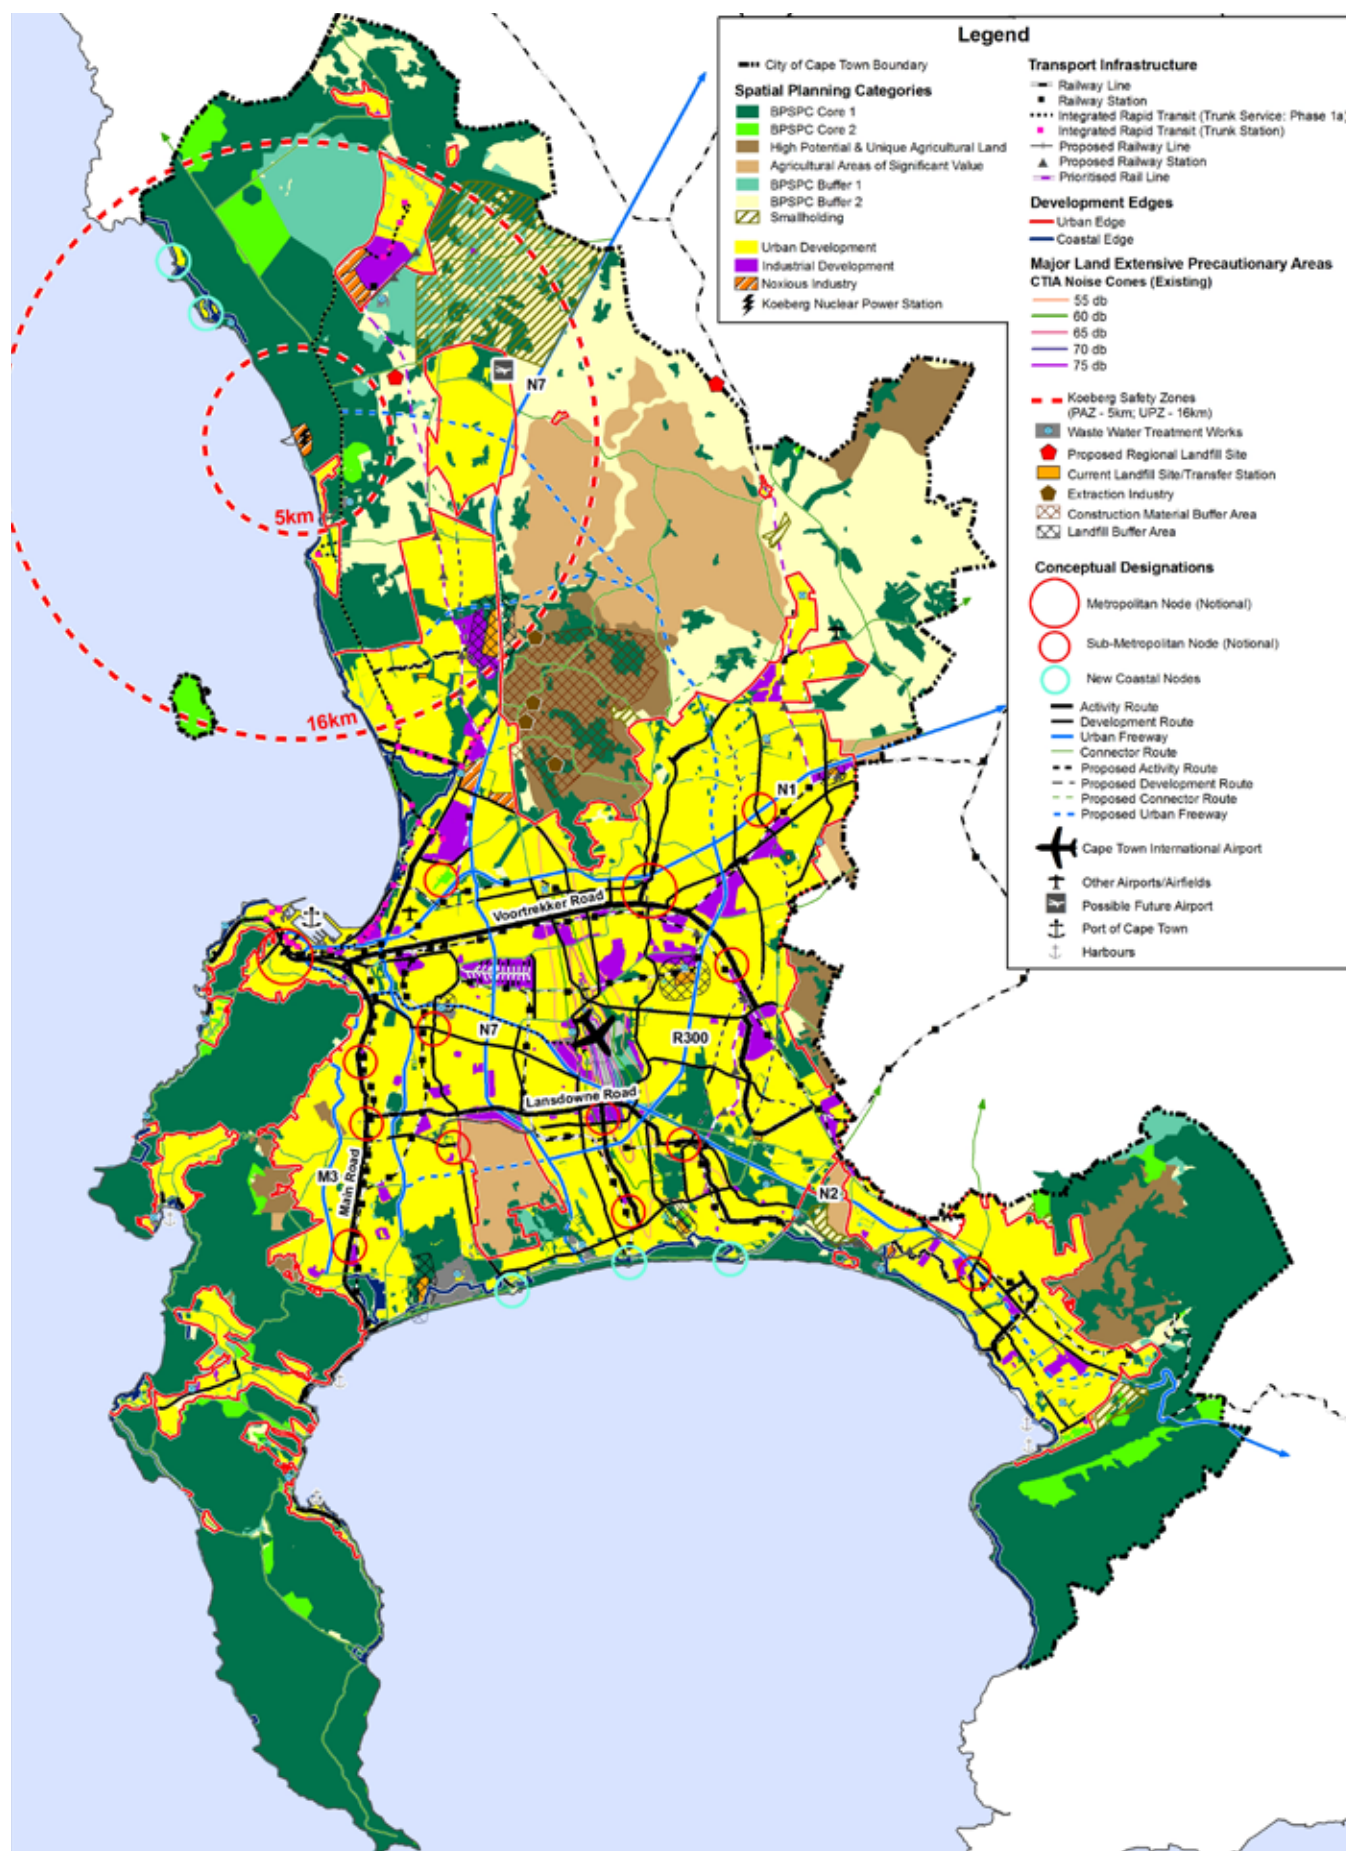 Legend
City of Cape Town Boundary
Spatial Planning Categories
BPSPC Core 1
BPSPC Core 2
High Potential & Unique Agricultural Land
Agricultural Areas of Significant Value
BPSPC Buffer 1
BPSPC Buffer 2
Smallholding
Urban Development
Industrial Development
Noxious Industry
Koeberg Nuclear Power Station
Transport Infrastructure
Railway Line
Railway Station
Integrated Rapid Transit (Trunk Service: Phase 1a)
Integrated Rapid Transit (Trunk Station)
Proposed Railway Line
Proposed Railway Station
Prioritised Rail Line
Development Edges
Urban Edge
Coastal Edge
Major Land Extensive Precautionary Areas
CTIA Noise Cones (Existing)
55 db
60 db
65 db
70 db
75 db
Koeberg Safety Zones
(PAZ - 5km; UPZ - 16km)
Waste Water Treatment Works
Proposed Regional Landfill Site
Current Landfill Site/Transfer Station
Extraction Industry
Construction Material Buffer Area
Landfill Buffer Area
Conceptual Designations
Metropolitan Node (Notional)
Sub-Metropolitan Node (Notional)
New Coastal Nodes
Activity Route
Development Route
Urban Freeway
Connector Route
Proposed Activity Route
Proposed Development Route
Proposed Connector Route
Proposed Urban Freeway
Cape Town International Airport
Other Airports/Airfields
Possible Future Airport
Port of Cape Town
Harbours
N7
5km
16km
N1
Voortrekker Road
N7
R300
Lansdowne Road
M3
Main Road
N2